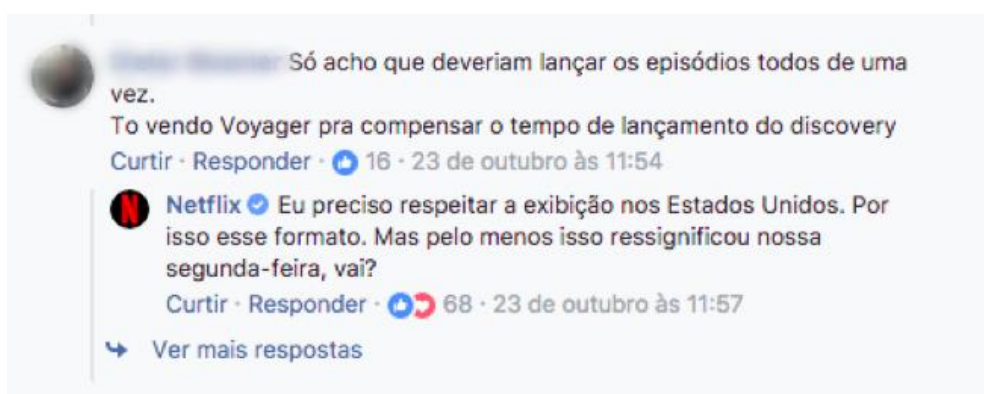 Só acho que deveriam lançar os episódios todos de uma
vez.
To vendo Voyager pra compensar o tempo de lançamento do discovery
Curtir · Responder · 16 · 23 de outubro às 11:54
Netflix Eu preciso respeitar a exibição nos Estados Unidos. Por
isso esse formato. Mas pelo menos isso ressignificou nossa
segunda-feira, vai?
Curtir · Responder · 68 · 23 de outubro às 11:57
Ver mais respostas